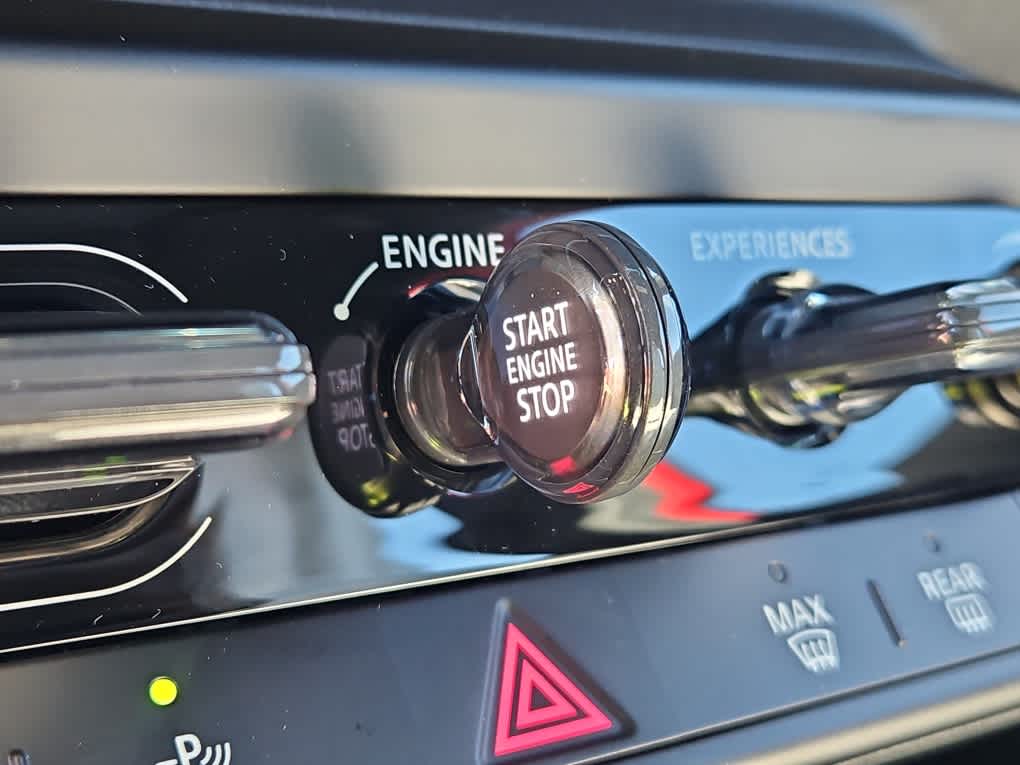 ENGINE
EXPERIENCES
START
ENGINE
STOP
MAX
REAR
P